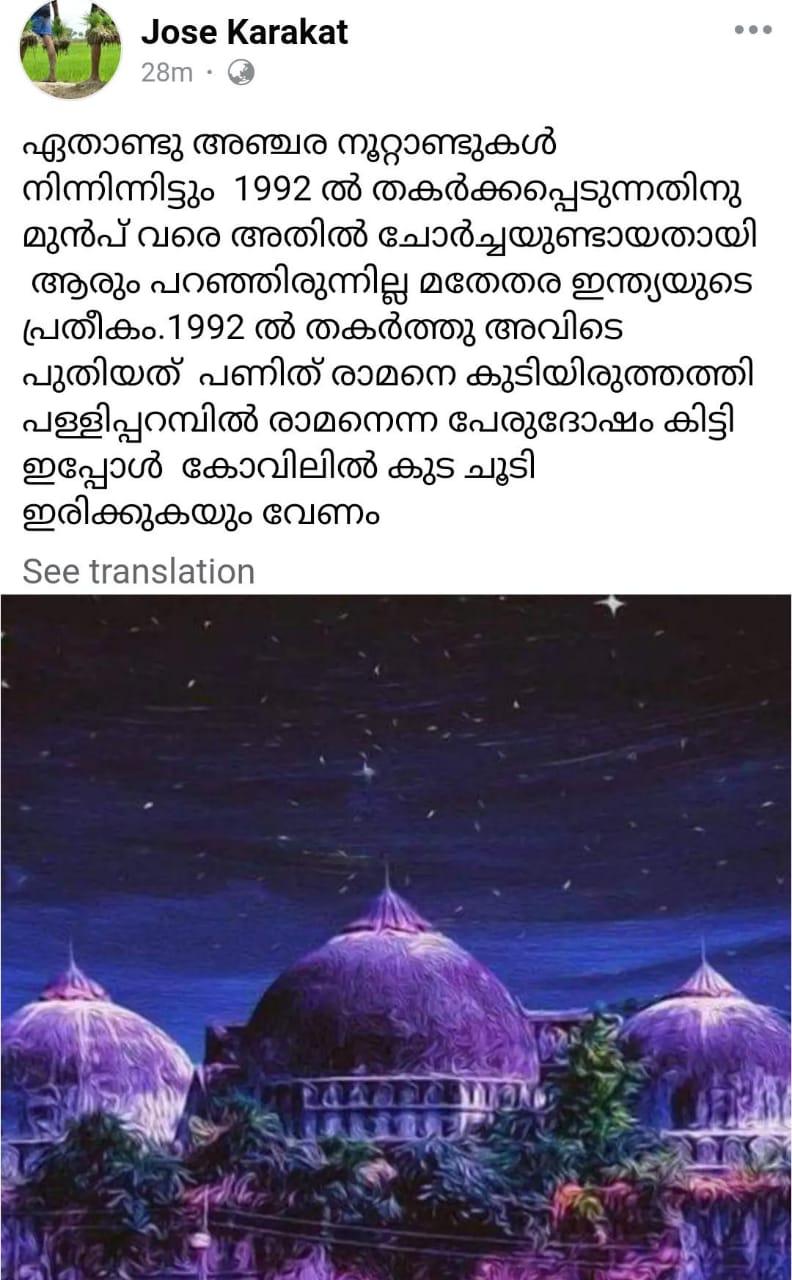 Jose Karakat
28m ·
ഏതാണ്ടു അഞ്ചര നൂറ്റാണ്ടുകൾ
നിന്നിന്നിട്ടും 1992 ൽ തകർക്കപ്പെടുന്നതിനു
മുൻപ് വരെ അതിൽ ചോർച്ചയുണ്ടായതായി
ആരും പറഞ്ഞിരുന്നില്ല മതേതര ഇന്ത്യയുടെ
പ്രതീകം.1992 ൽ തകർത്തു അവിടെ
പുതിയത് പണിത് രാമനെ കുടിയിരുത്തത്തി
പള്ളിപ്പറമ്പിൽ രാമനെന്ന പേരുദോഷം കിട്ടി
ഇപ്പോൾ കോവിലിൽ കുട ചൂടി
ഇരിക്കുകയും വേണം
See translation